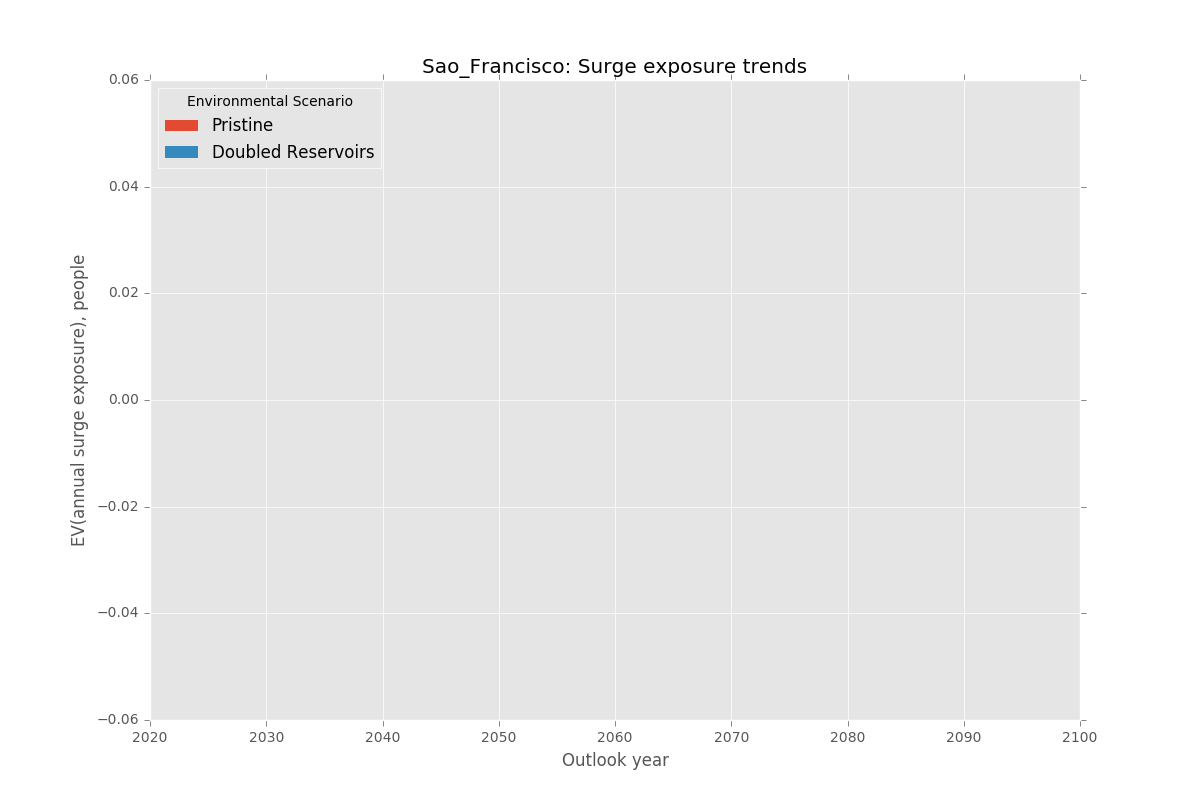 Sao_Francisco: Surge exposure trends
Environmental Scenario
Pristine
Doubled Reservoirs
EV(annual surge exposure), people
0.06
0.04
0.02
0.00
−0.02
−0.04
−0.06
2020 2030 2040 2050 2060 2070 2080 2090 2100
Outlook year